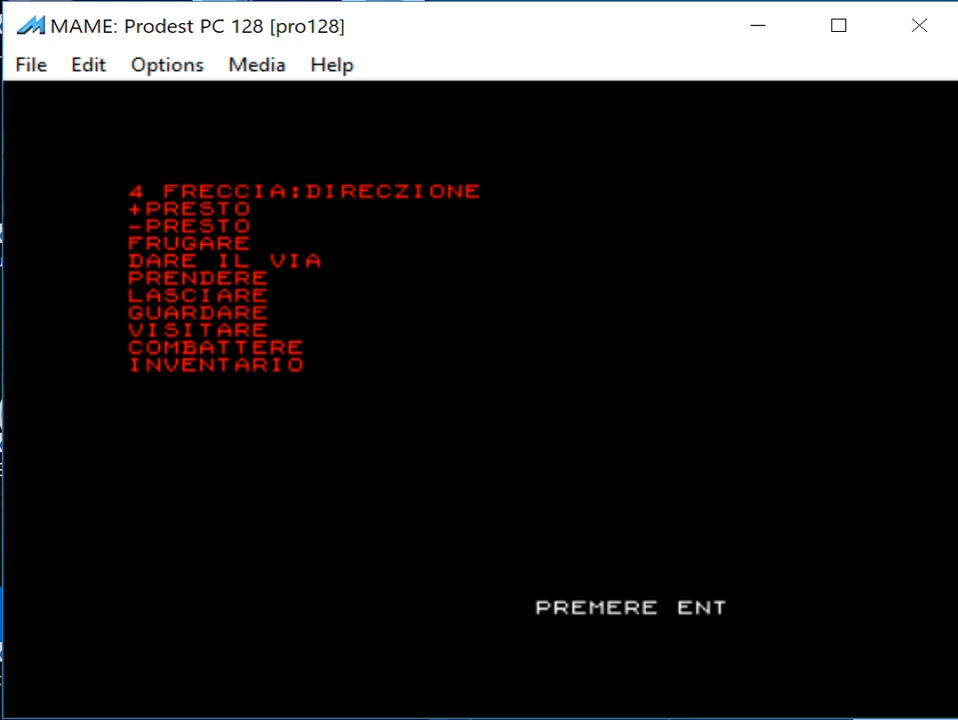 MAME: Prodest PC 128 [pro128]
File Edit Options Media Help
4 FRECCIA:DIRECZIONE
+PRESTO
-PRESTO
FRUGARE
DARE IL VIA
PRENDERE
LASCIARE
GUARDARE
VISITARE
COMBATTERE
INVENTARIO
PREMERE ENT